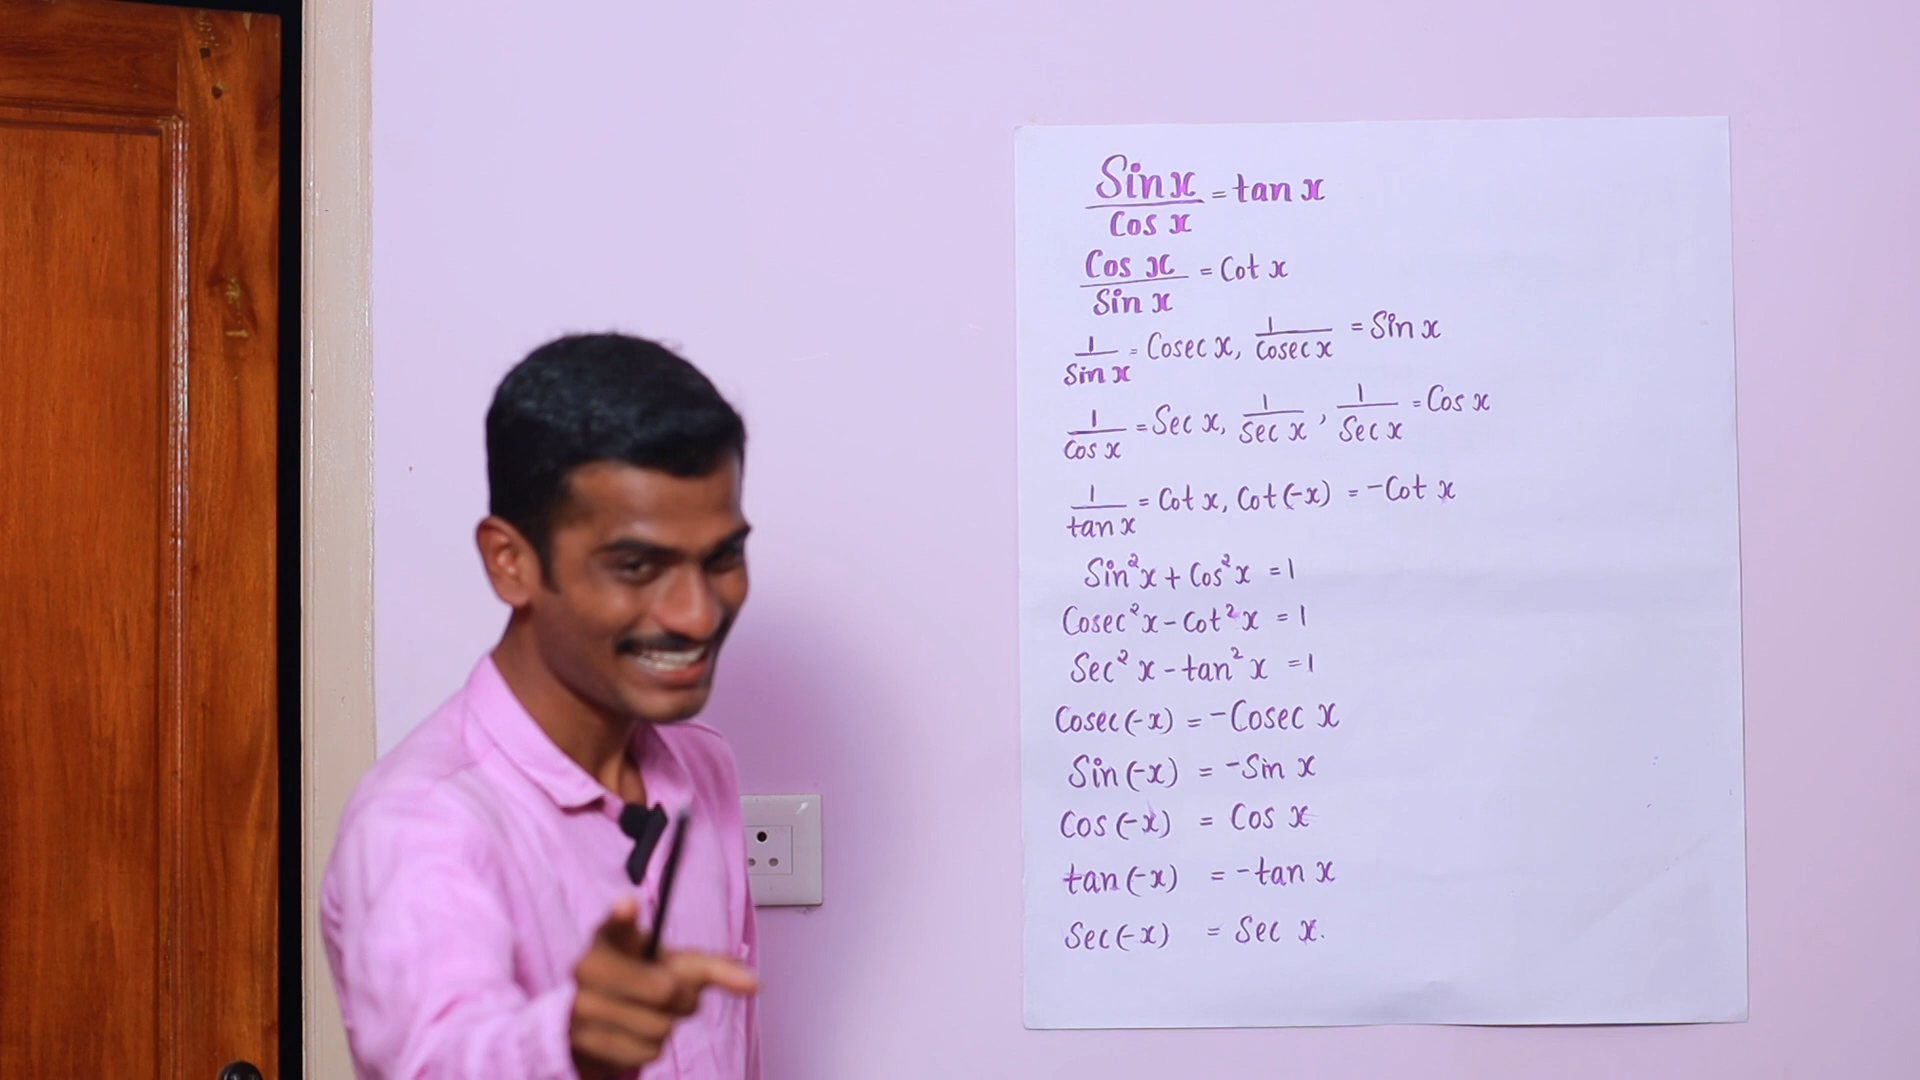 Sin x / Cos x = tan x
Cos x / Sin x = Cot x
1 / Sin x = Cosec x, 1 / Cosec x = Sin x
1 / Cos x = Sec x, 1 / Sec x , 1 / Sec x = Cos x
1 / tan x = Cot x, Cot (-x) = -Cot x
Sin²x + Cos²x = 1
Cosec²x - Cot²x = 1
Sec²x - tan²x = 1
Cosec (-x) = -Cosec x
Sin (-x) = -Sin x
Cos (-x) = Cos x
tan (-x) = -tan x
Sec (-x) = Sec x.